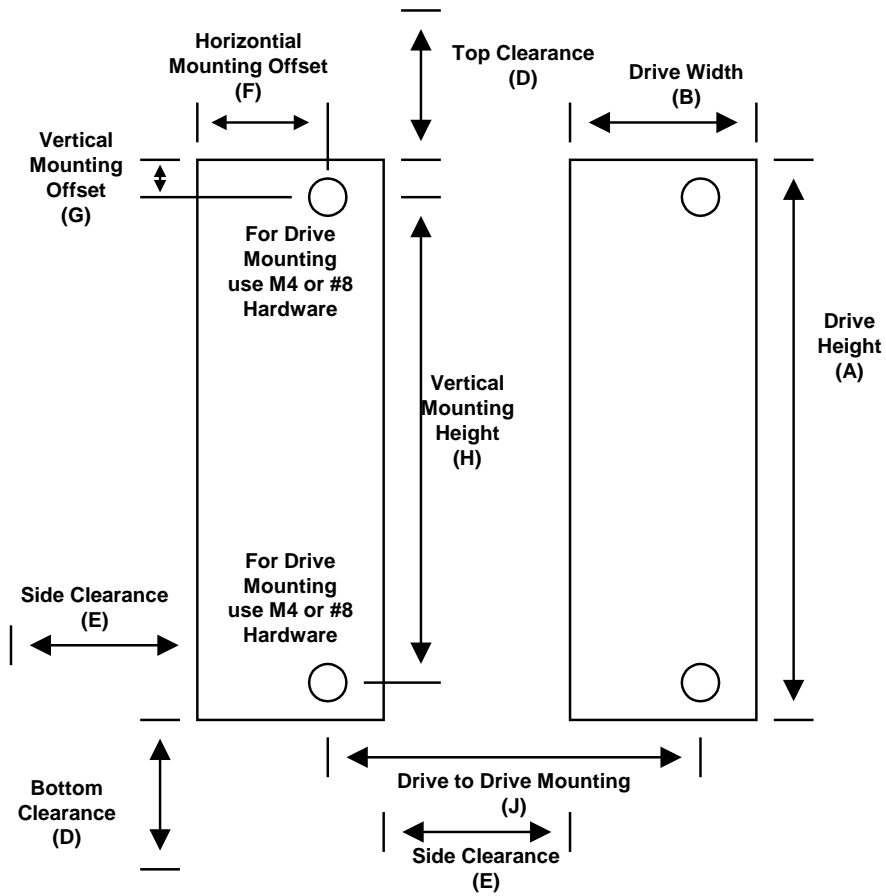 Horizontial
Mounting Offset
(F)
Top Clearance
(D)
Drive Width
(B)
Vertical
Mounting
Offset
(G)
For Drive
Mounting
use M4 or #8
Hardware
Drive
Height
(A)
Vertical
Mounting
Height
(H)
For Drive
Mounting
use M4 or #8
Hardware
Side Clearance
(E)
Bottom
Clearance
(D)
Drive to Drive Mounting
(J)
Side Clearance
(E)